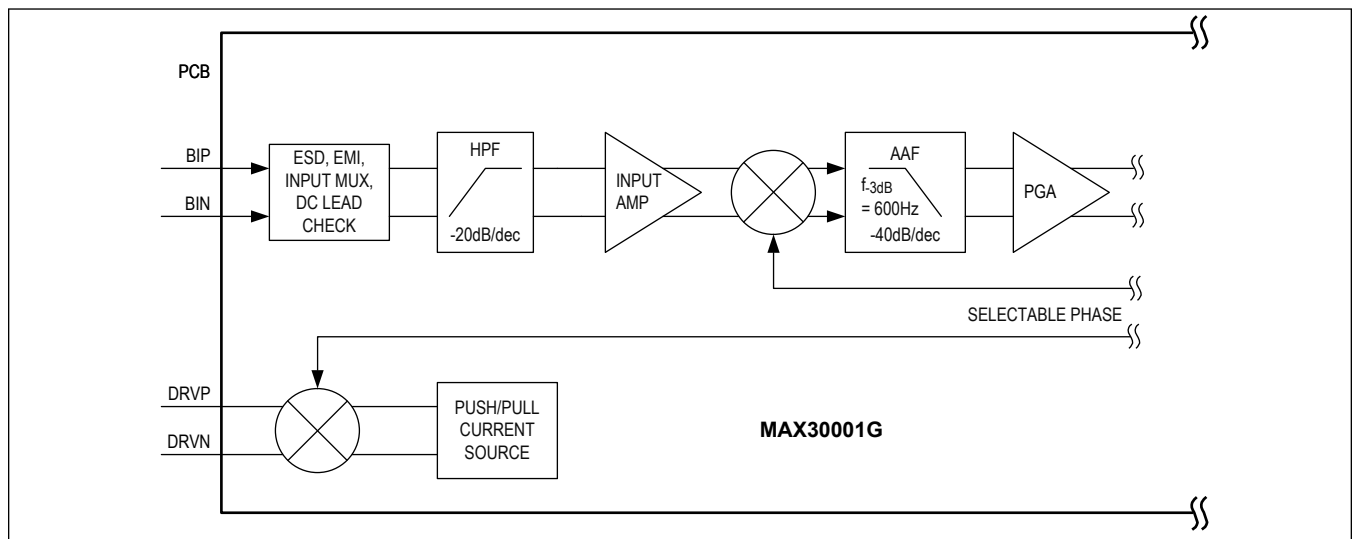 PCB
BIP
BIN
ESD, EMI,
INPUT MUX,
DC LEAD
CHECK
HPF
-20dB/dec
INPUT
AMP
AAF
f-3dB
= 600Hz
-40dB/dec
PGA
SELECTABLE PHASE
DRVP
DRVN
PUSH/PULL
CURRENT
SOURCE
MAX30001G